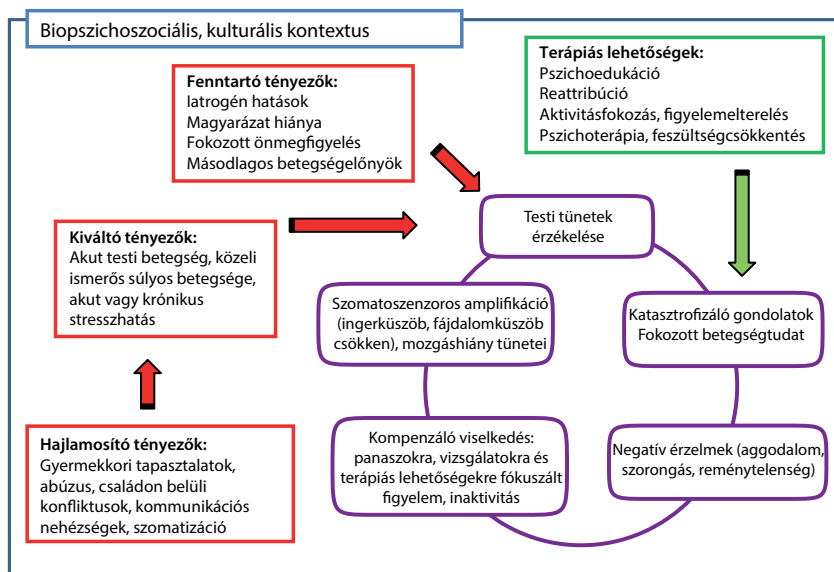 Biopszichoszociális, kulturális kontextus
Fenntartó tényezők:
Iatrogén hatások
Magyarázat hiánya
Fokozott önmegfigyelés
Másodlagos betegségelőnyök
Terápiás lehetőségek:
Pszichoedukáció
Reattribúció
Aktivitásfokozás, figyelemelterelés
Pszichoterápia, feszültségcsökkentés
Kiváltó tényezők:
Akut testi betegség, közeli
ismerős súlyos betegsége,
akut vagy krónikus
stresszhatás
Hajlamosító tényezők:
Gyermekkori tapasztalatok,
abúzus, családon belüli
konfliktusok, kommunikációs
nehézségek, szomatizáció
Testi tünetek
érzékelése
Katasztrofizáló gondolatok
Fokozott betegségtudat
Negatív érzelmek (aggodalom,
szorongás, reménytelenség)
Kompenzáló viselkedés:
panaszokra, vizsgálatokra és
terápiás lehetőségekre fókuszált
figyelem, inaktivitás
Szomatoszenzoros amplifikáció
(ingerküszöb, fájdalomküszöb
csökken), mozgáshiány tünetei